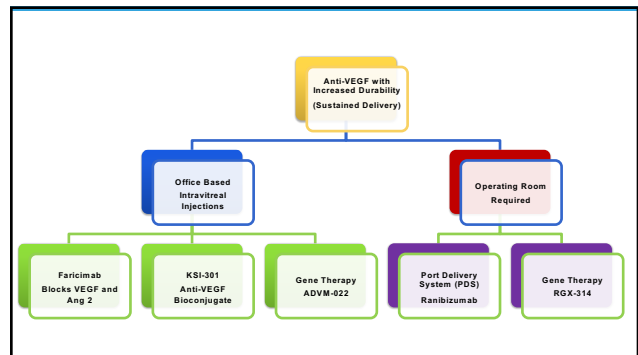 Anti-VEGF with
Increased Durability
(Sustained Delivery)
Office Based
Intravitreal
Injections
Operating Room
Required
Faricimab
Blocks VEGF and
Ang 2
KSI-301
Anti-VEGF
Bioconjugate
Gene Therapy
ADVM-022
Port Delivery
System (PDS)
Ranibizumab
Gene Therapy
RGX-314